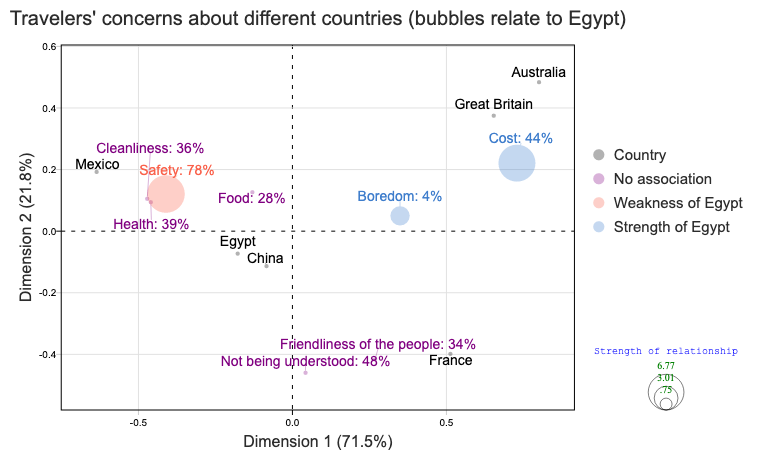 Travelers' concerns about different countries (bubbles relate to Egypt)
0.6
0.4
0.2
0.0
-0.2
-0.4
-0.5
0.0
0.5
Dimension 2 (21.8%)
Dimension 1 (71.5%)
Australia
Great Britain
Cost: 44%
Cleanliness: 36%
Mexico
Safety: 78%
Food: 28%
Boredom: 4%
Health: 39%
Egypt
China
Friendliness of the people: 34%
Not being understood: 48%
France
Country
No association
Weakness of Egypt
Strength of Egypt
Strength of relationship
6.77
3.01
.75